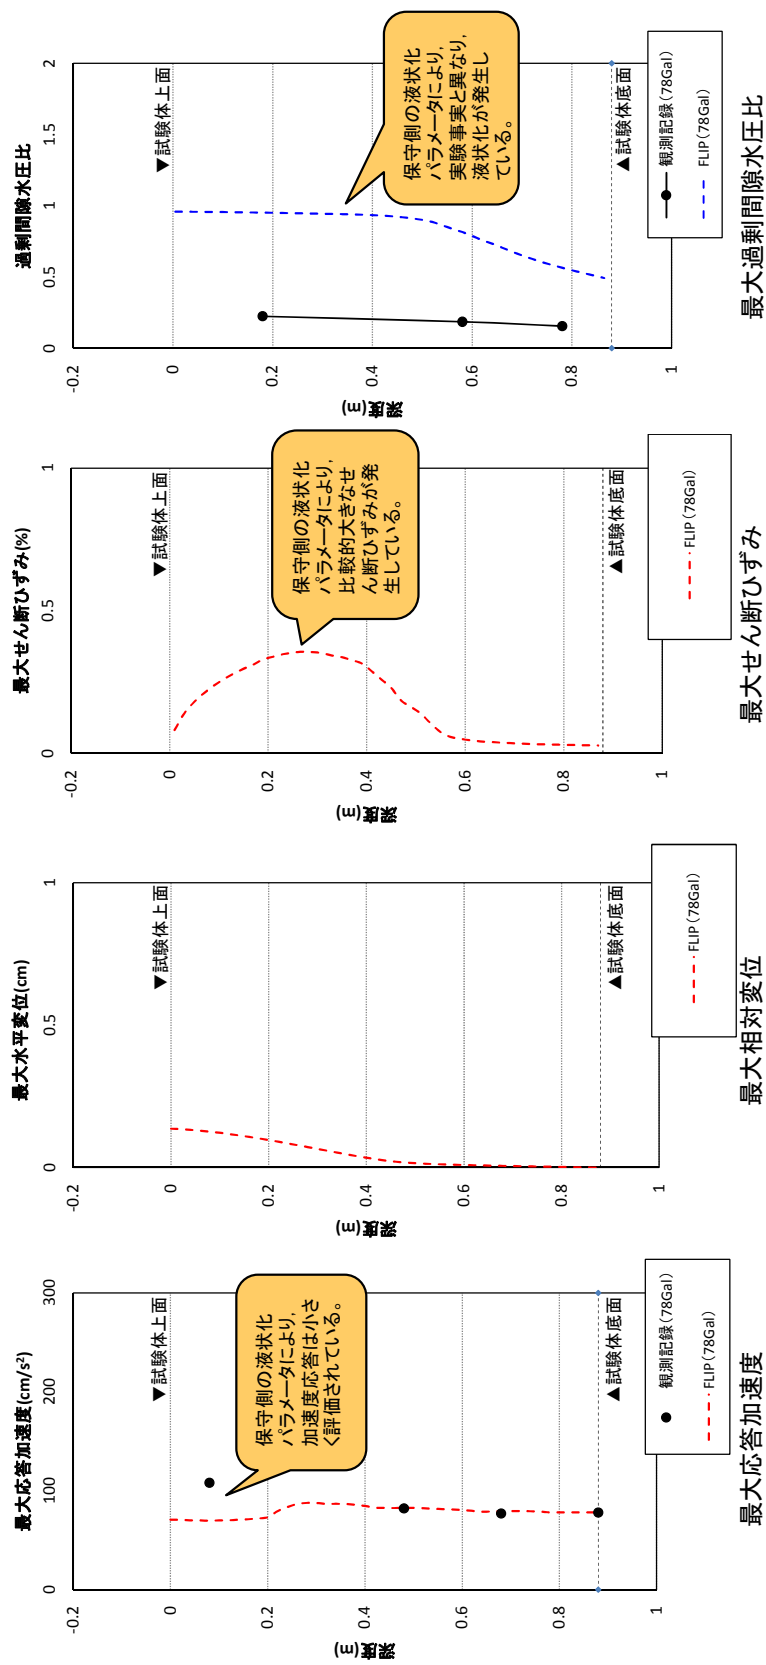 最大応答加速度(cm/s²)
0
100
200
300
-0.2
0
0.2
0.4
0.6
0.8
1
深度(m)
▼試験体上面
保守側の液状化
パラメータにより,
加速度応答は小さ
く評価されている。
▲試験体底面
観測記録(78Gal)
FLIP(78Gal)
最大応答加速度
最大水平変位(cm)
0
0.5
1
-0.2
0
0.2
0.4
0.6
0.8
1
深度(m)
▼試験体上面
▲試験体底面
FLIP(78Gal)
最大相対変位
最大せん断ひずみ(%)
0
0.5
1
-0.2
0
0.2
0.4
0.6
0.8
1
深度(m)
▼試験体上面
保守側の液状化
パラメータにより,
比較的大きなせ
ん断ひずみが発
生している。
▲試験体底面
FLIP(78Gal)
最大せん断ひずみ
過剰間隙水圧比
0
0.5
1
1.5
2
-0.2
0
0.2
0.4
0.6
0.8
1
深度(m)
▼試験体上面
保守側の液状化
パラメータにより,
実験事実と異なり,
液状化が発生し
ている。
▲試験体底面
観測記録(78Gal)
FLIP(78Gal)
最大過剰間隙水圧比